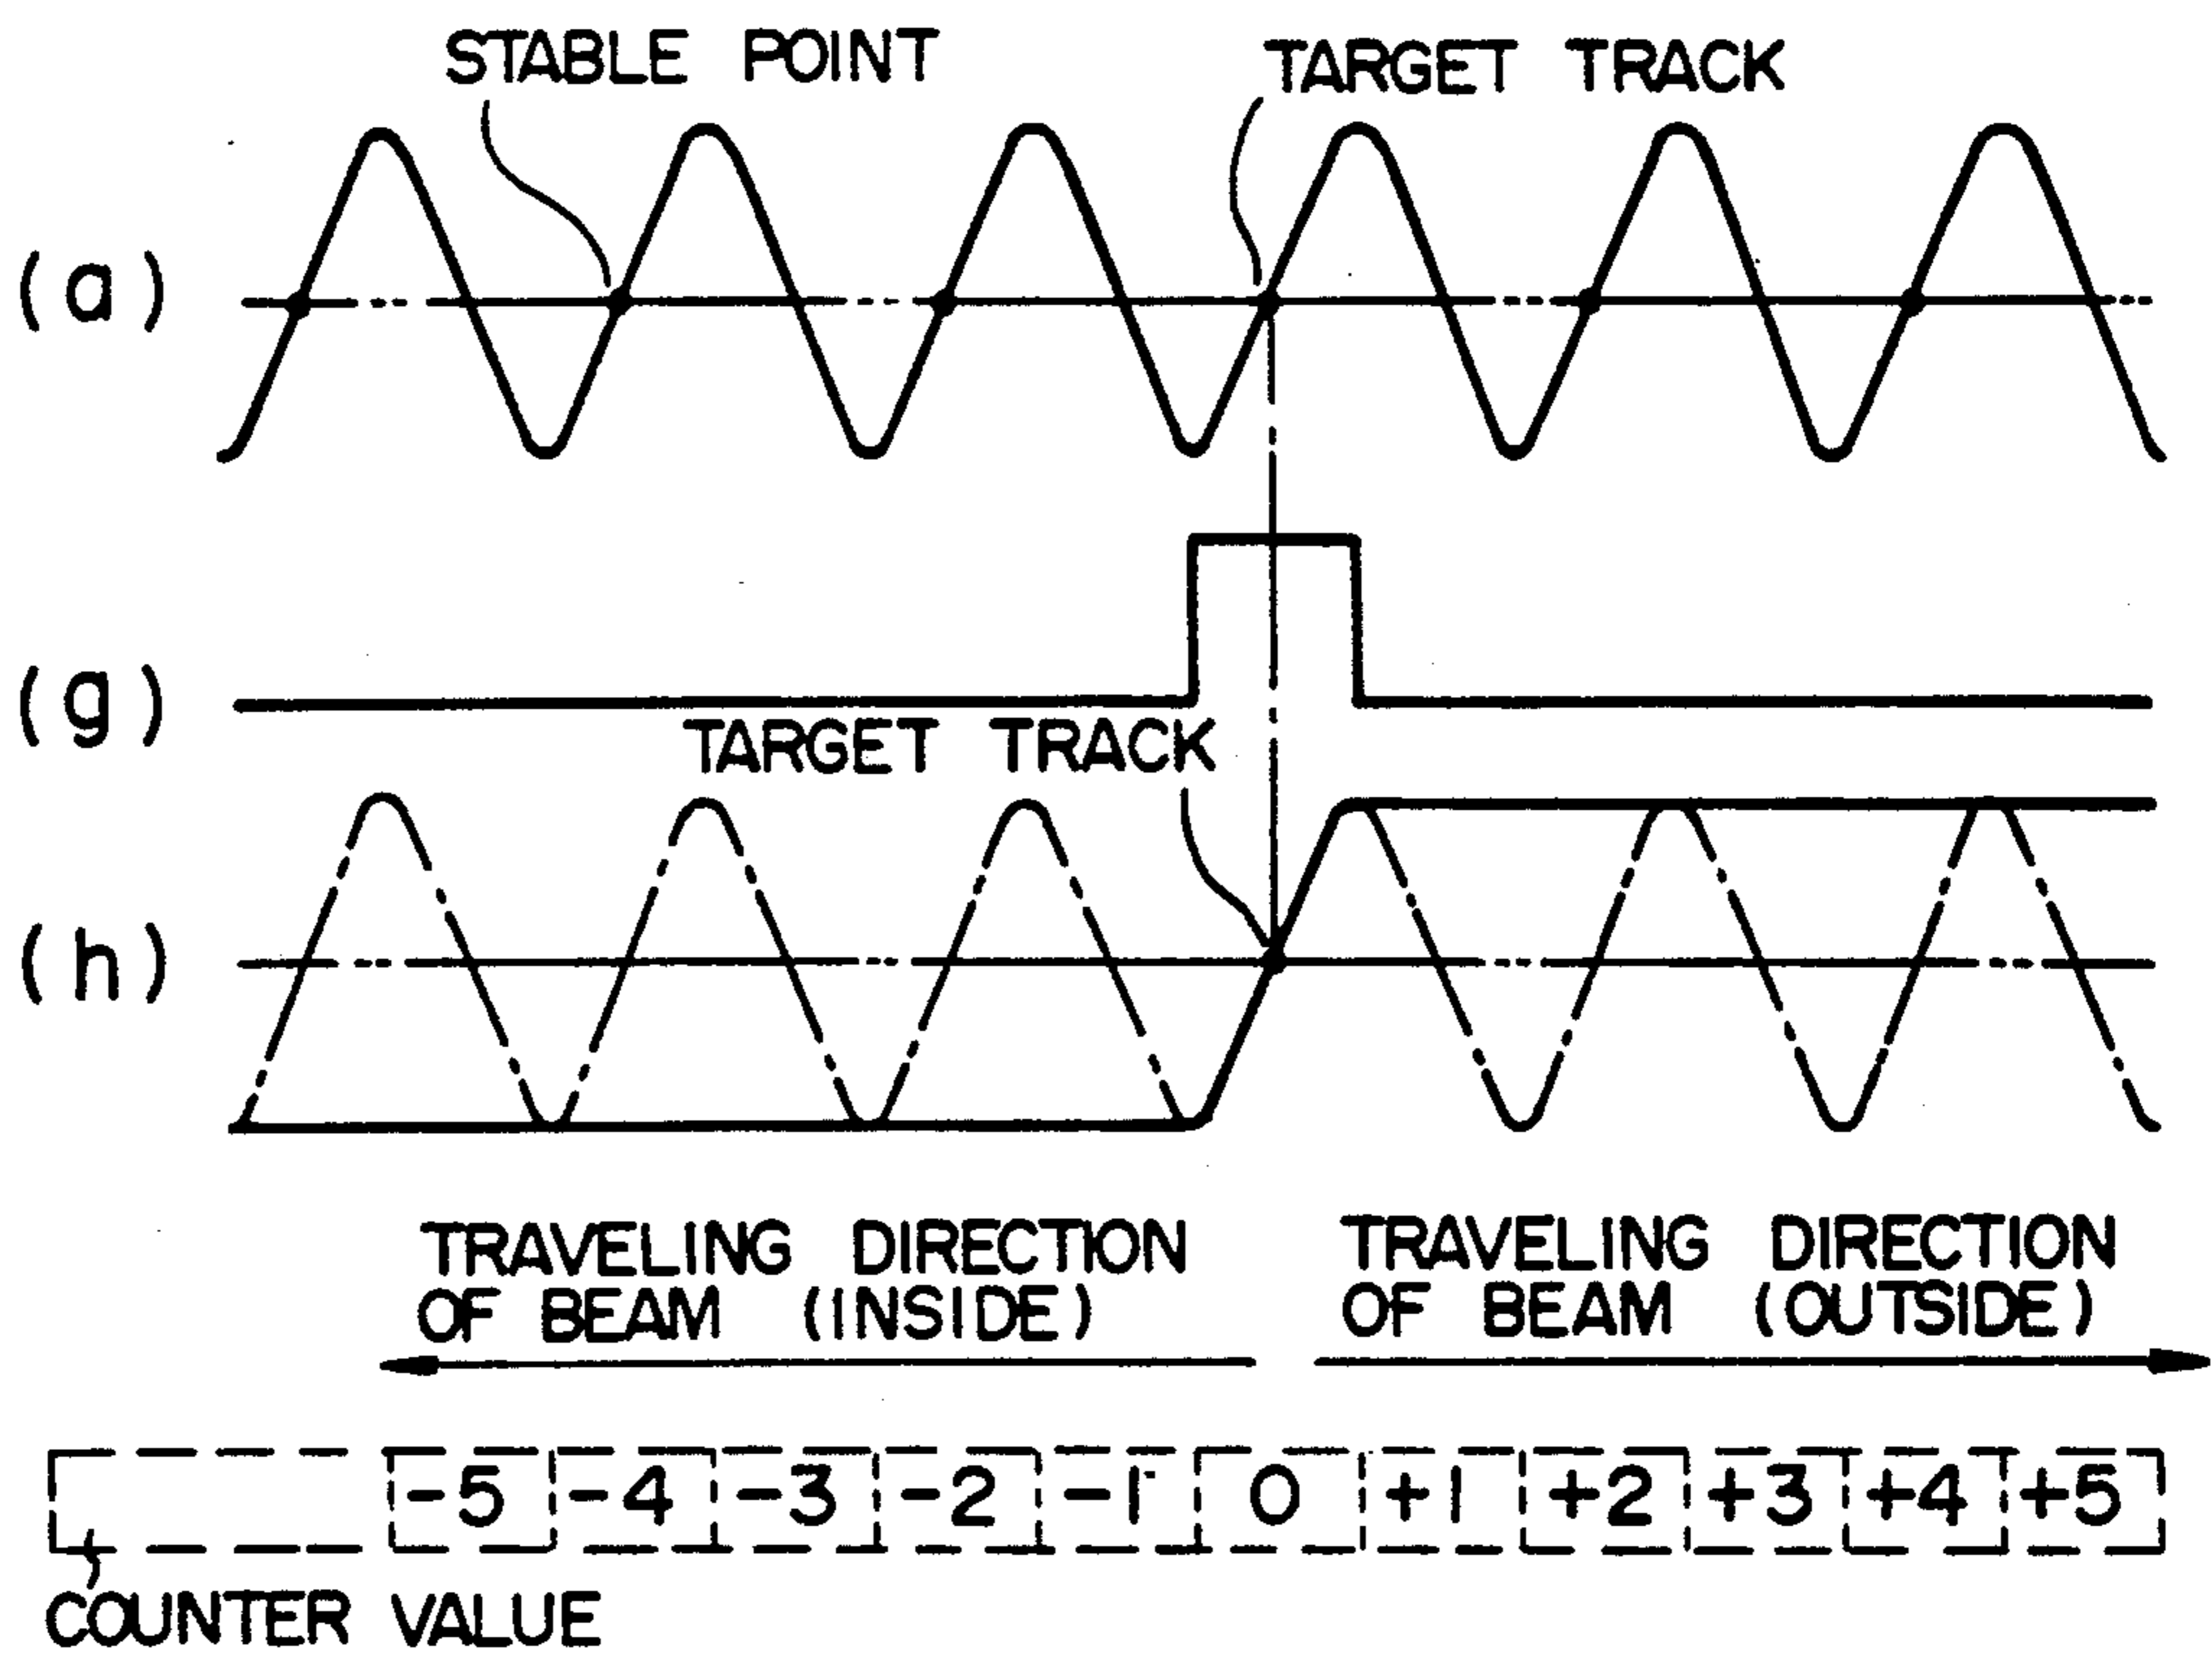 STABLE POINT
TARGET TRACK
(a)
(g)
TARGET TRACK
(h)
TRAVELING DIRECTION
OF BEAM (INSIDE)
TRAVELING DIRECTION
OF BEAM (OUTSIDE)
-5 -4 -3 -2 -1 0 +1 +2 +3 +4 +5
COUNTER VALUE